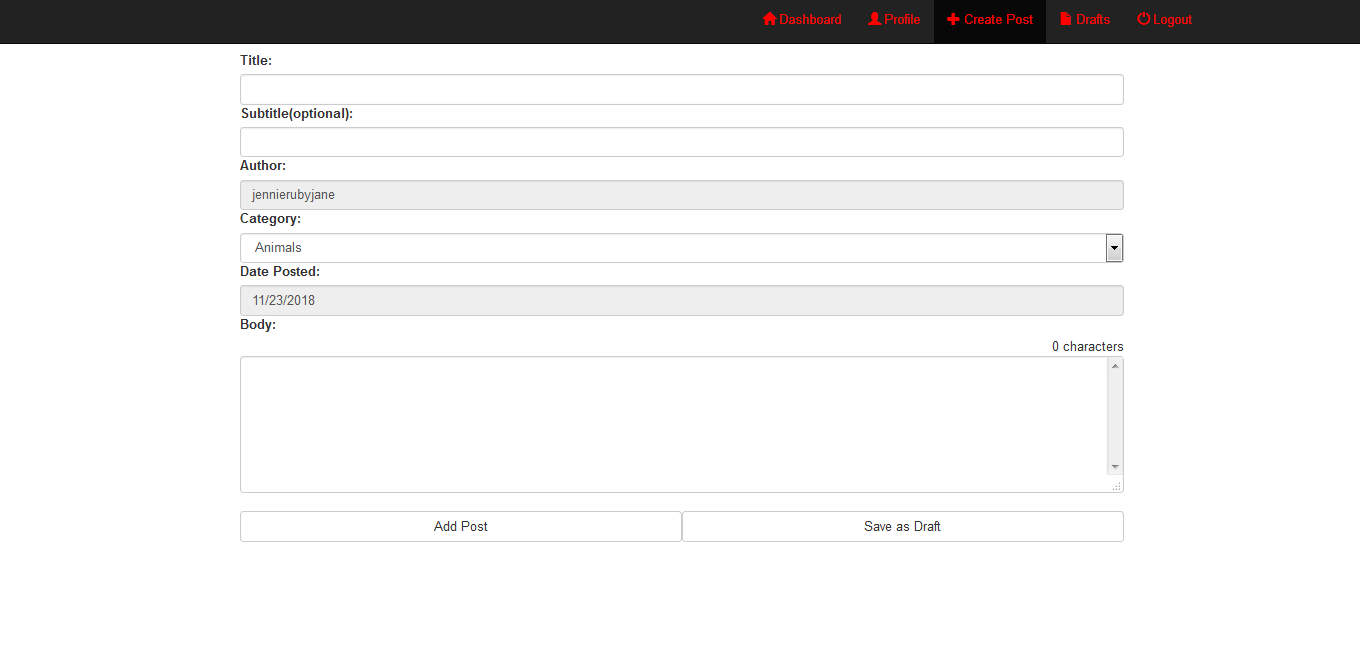 Dashboard Profile Create Post Drafts Logout
Title:
Subtitle(optional):
Author:
jennierubyjane
Category:
Animals
Date Posted:
11/23/2018
Body:
0 characters
Add Post Save as Draft